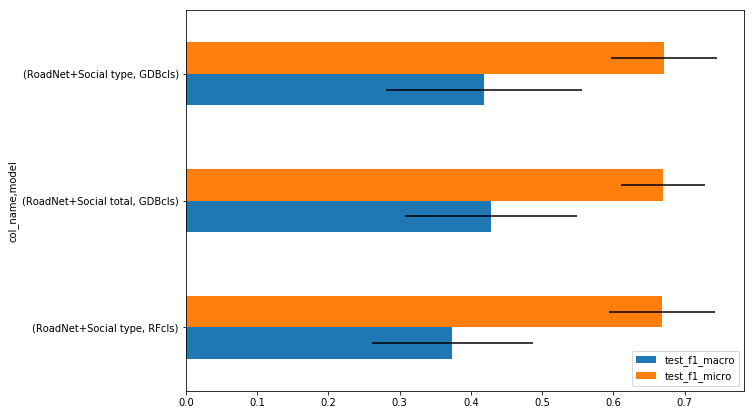 (RoadNet+Social type, GDBcls)
(RoadNet+Social total, GDBcls)
(RoadNet+Social type, RFcls)
col_name,model
0.0 0.1 0.2 0.3 0.4 0.5 0.6 0.7
test_f1_macro
test_f1_micro